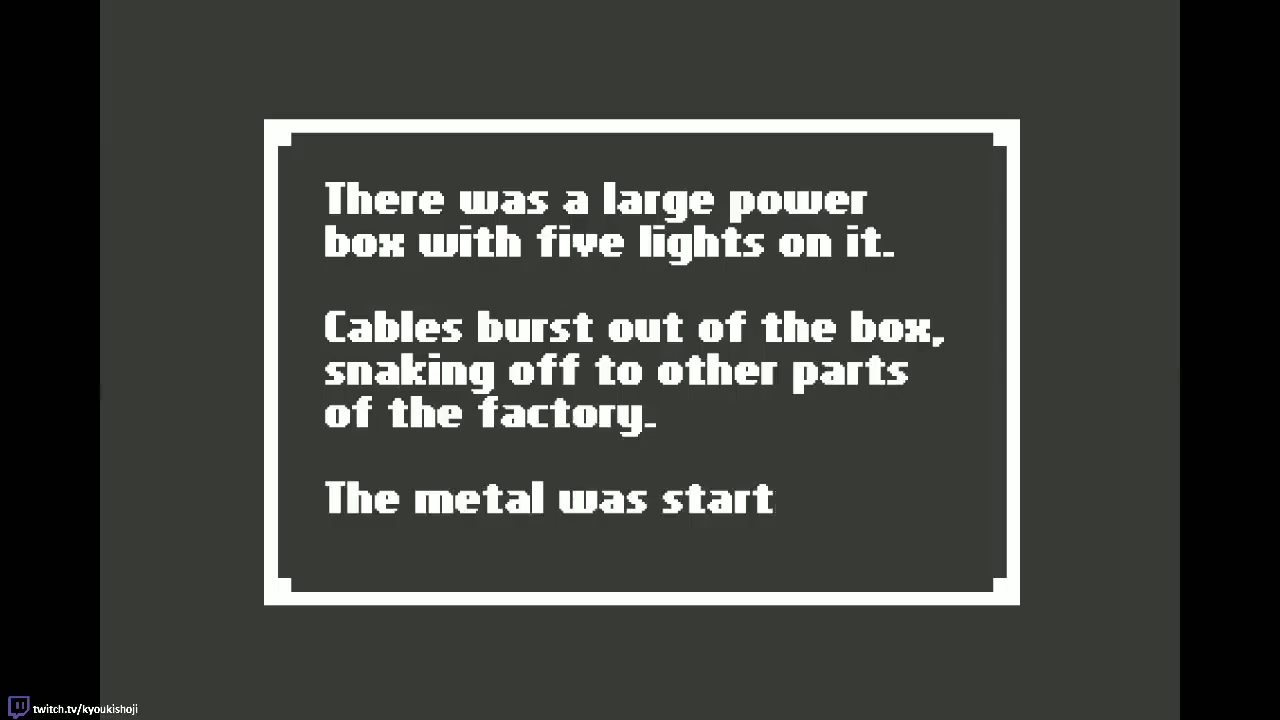 There was a large power
box with five lights on it.
Cables burst out of the box,
snaking off to other parts
of the factory.
The metal was start
twitch.tv/kyoukishoji